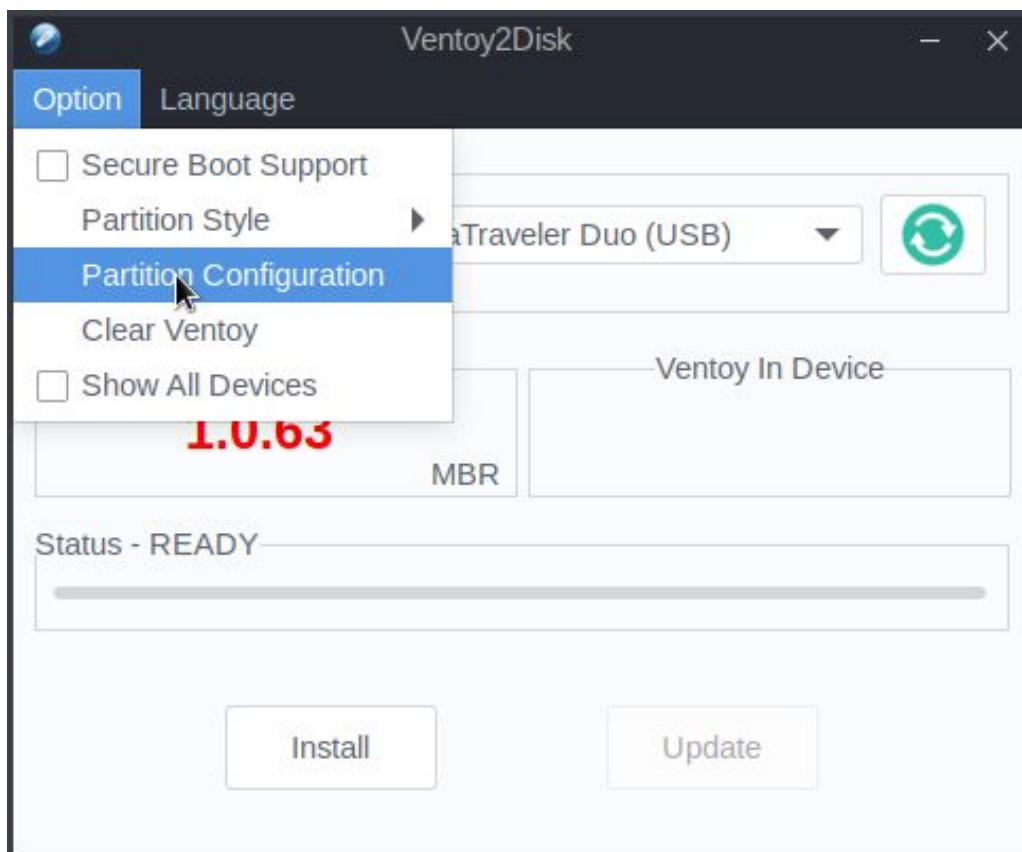 Ventoy2Disk
Option Language
Secure Boot Support
Partition Style
Traveler Duo (USB)
Partition Configuration
Clear Ventoy
Show All Devices
Ventoy In Device
1.0.63
MBR
Status - READY
Install Update